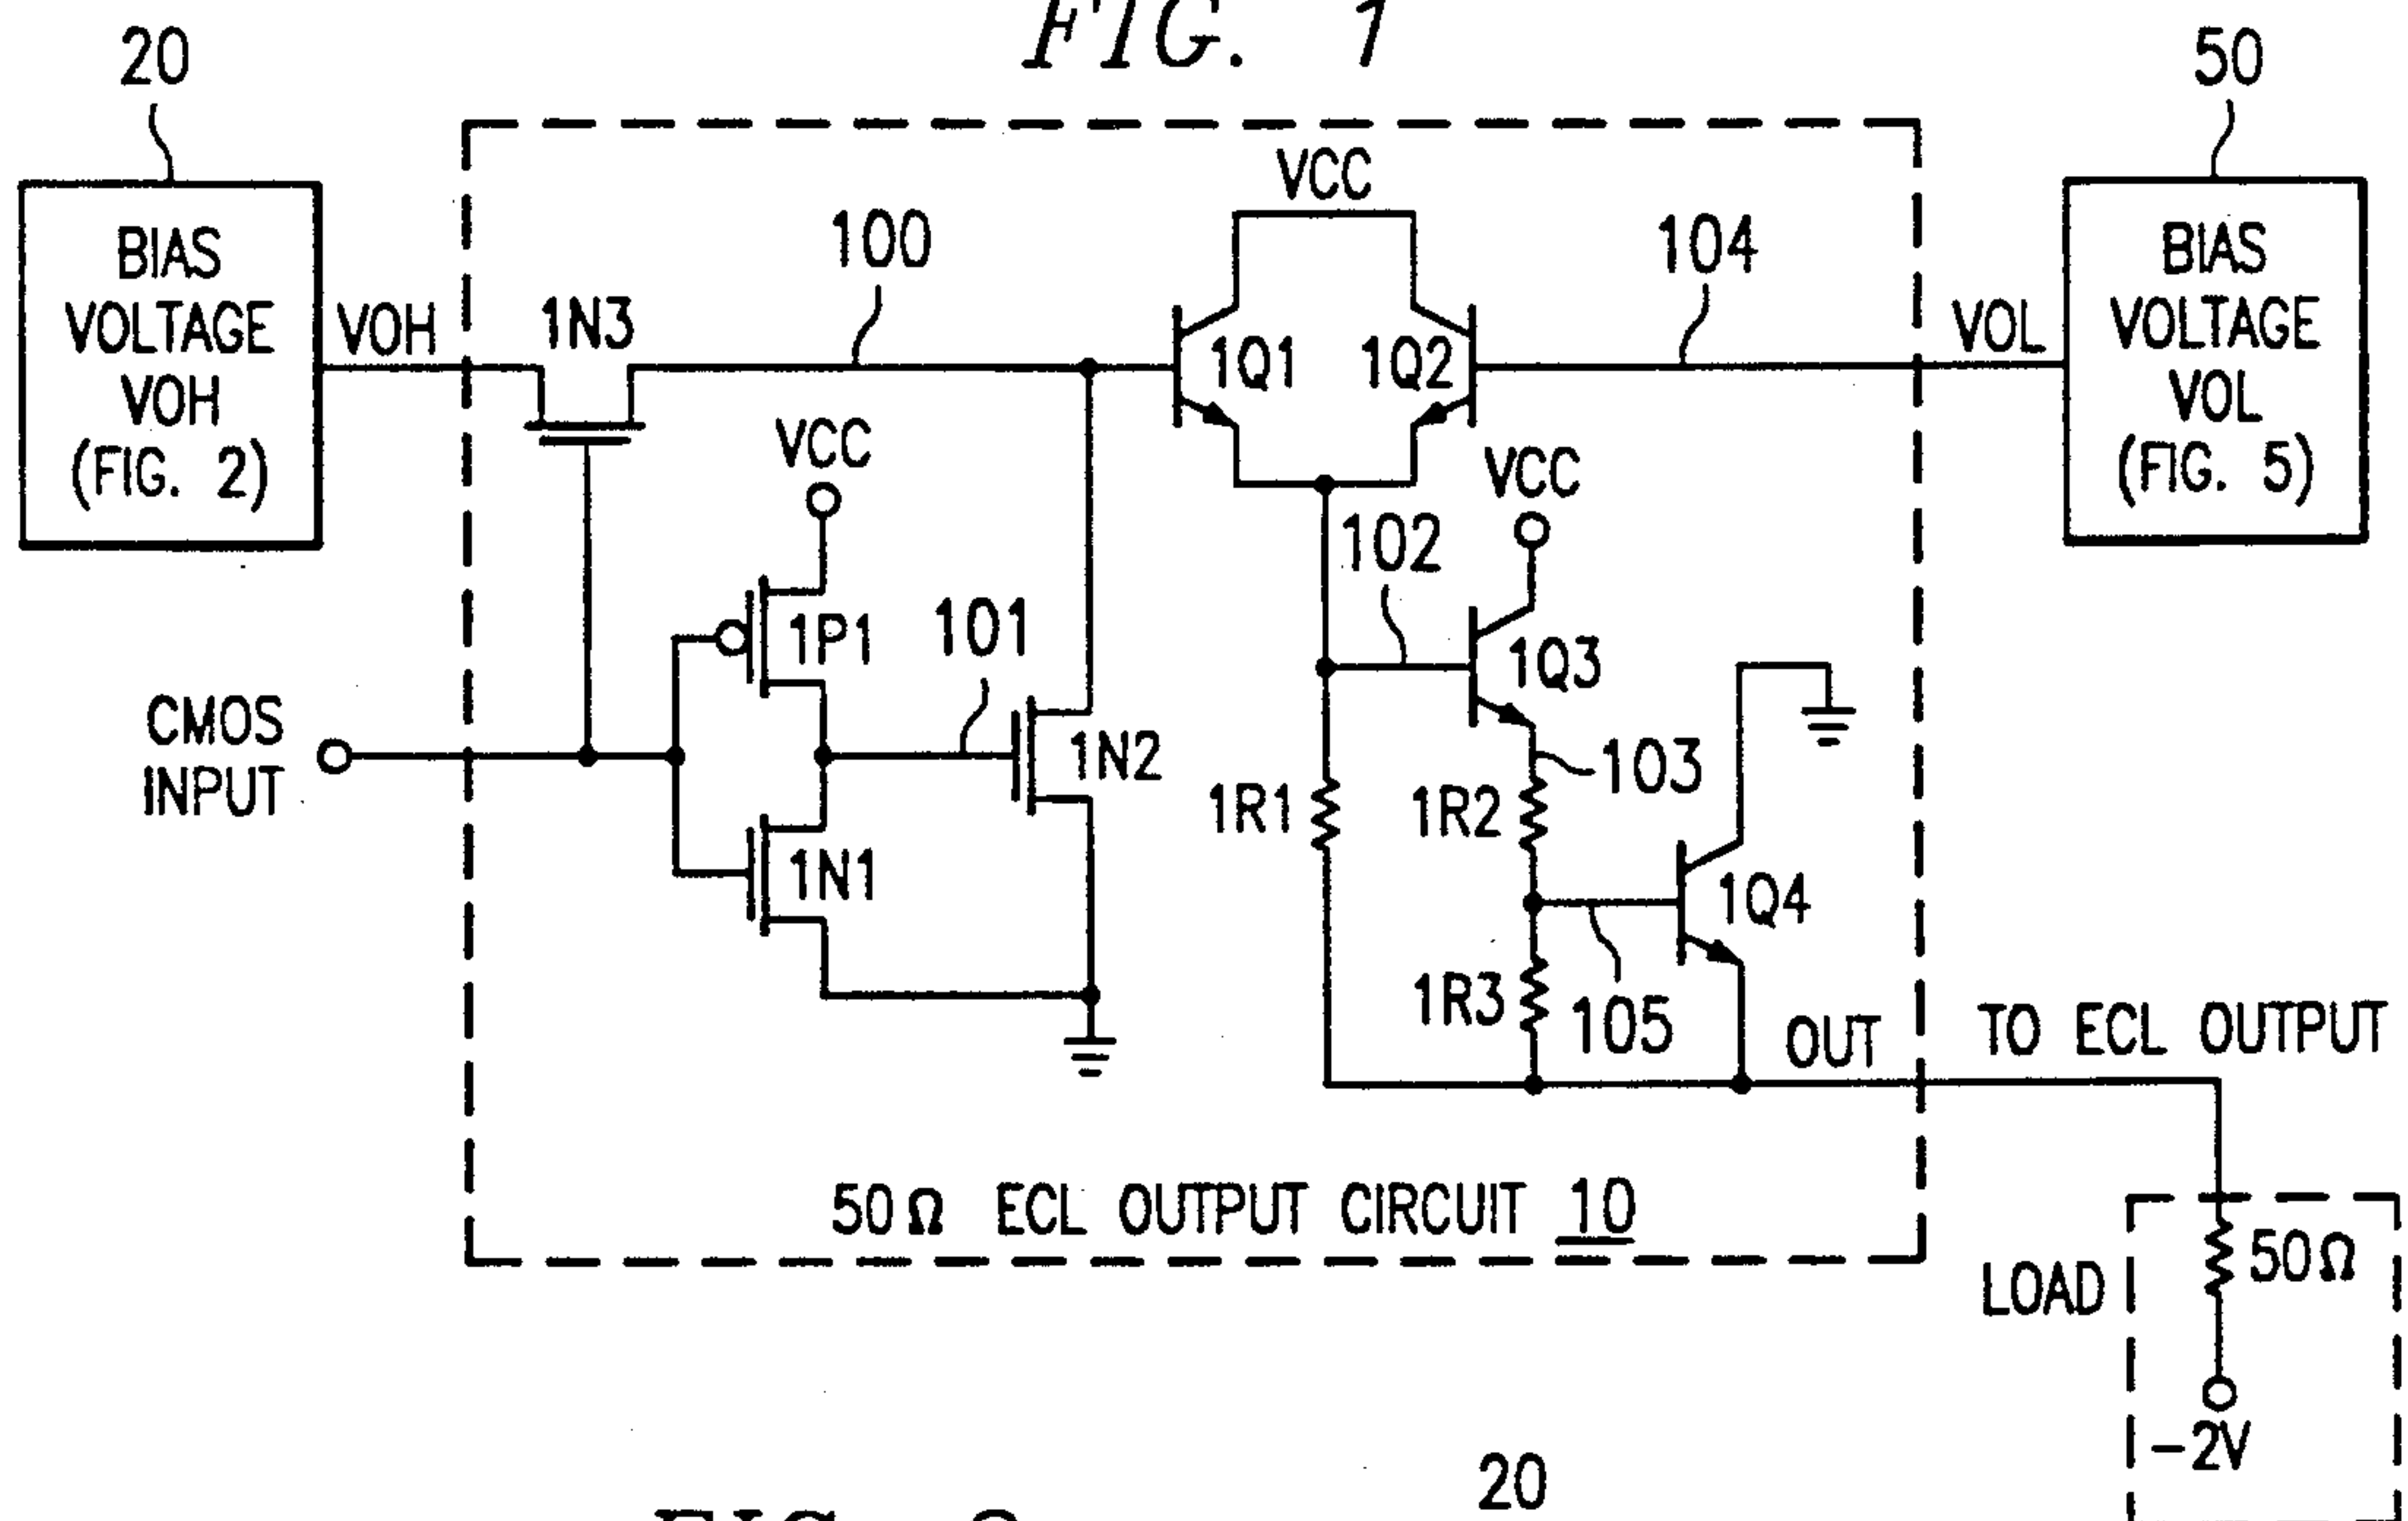 FIG. 1
20
50
BIAS
VOLTAGE
VOH
(FIG. 2)
VOH
1N3
100
VCC
1Q1
1Q2
104
VOL
BIAS
VOLTAGE
VOL
(FIG. 5)
VCC
VCC
102
1P1
101
1Q3
CMOS
INPUT
1N2
103
1R1
1R2
1N1
1Q4
1R3
105
OUT
TO ECL OUTPUT
50Ω ECL OUTPUT CIRCUIT 10
LOAD
50Ω
-2V
20